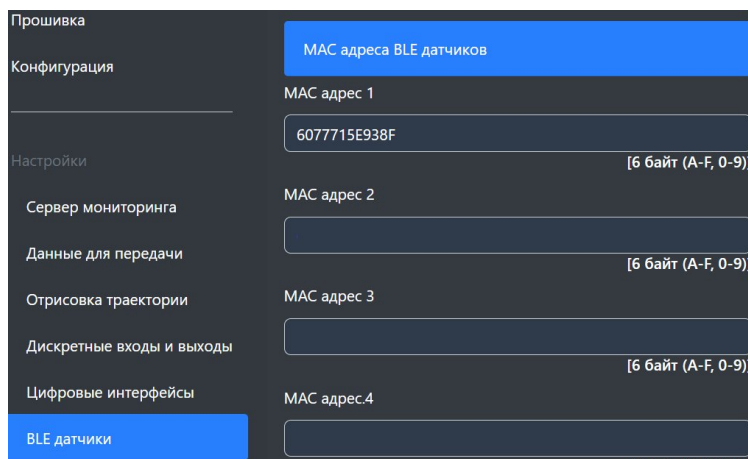 Прошивка
Конфигурация
Настройки
Сервер мониторинга
Данные для передачи
Отрисовка траектории
Дискретные входы и выходы
Цифровые интерфейсы
BLE датчики
MAC адреса BLE датчиков
MAC адрес 1
6077715E938F
[6 байт (A-F, 0-9)]
MAC адрес 2
[6 байт (A-F, 0-9)]
MAC адрес 3
[6 байт (A-F, 0-9)]
MAC адрес.4